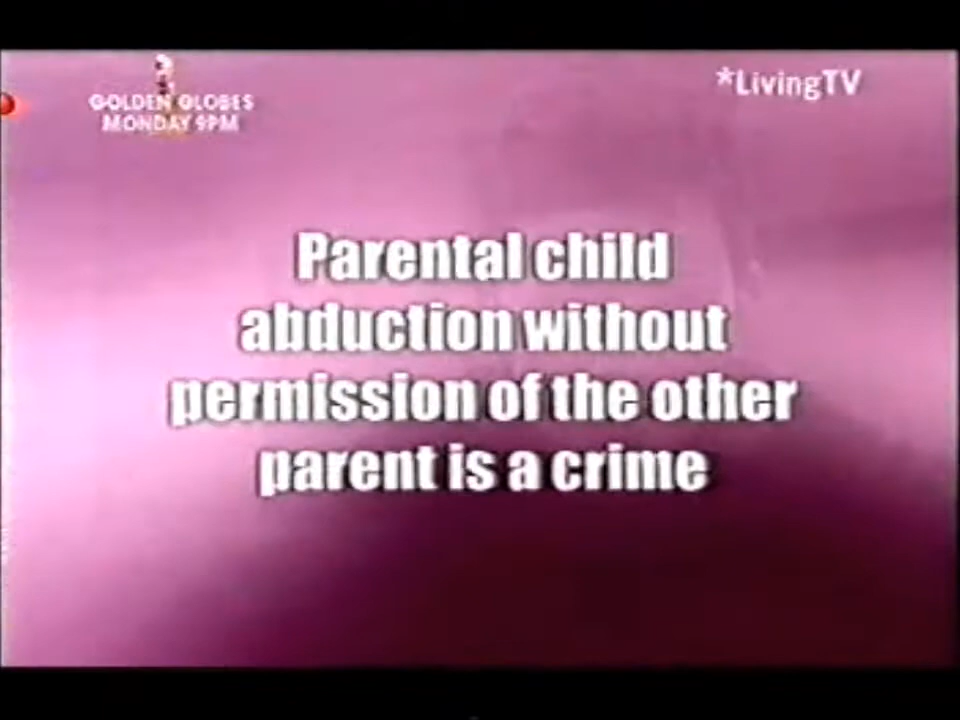 GOLDEN GLOBES
MONDAY 9PM
*LivingTV
Parental child
abduction without
permission of the other
parent is a crime